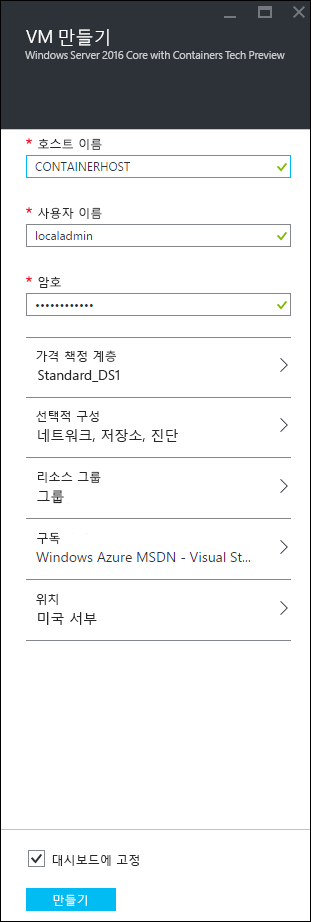 VM 만들기
Windows Server 2016 Core with Containers Tech Preview
* 호스트 이름
CONTAINERHOST
* 사용자 이름
localadmin
* 암호
••••••••••••
가격 책정 계층
Standard_DS1
선택적 구성
네트워크, 저장소, 진단
리소스 그룹
그룹
구독
Windows Azure MSDN - Visual St...
위치
미국 서부
대시보드에 고정
만들기